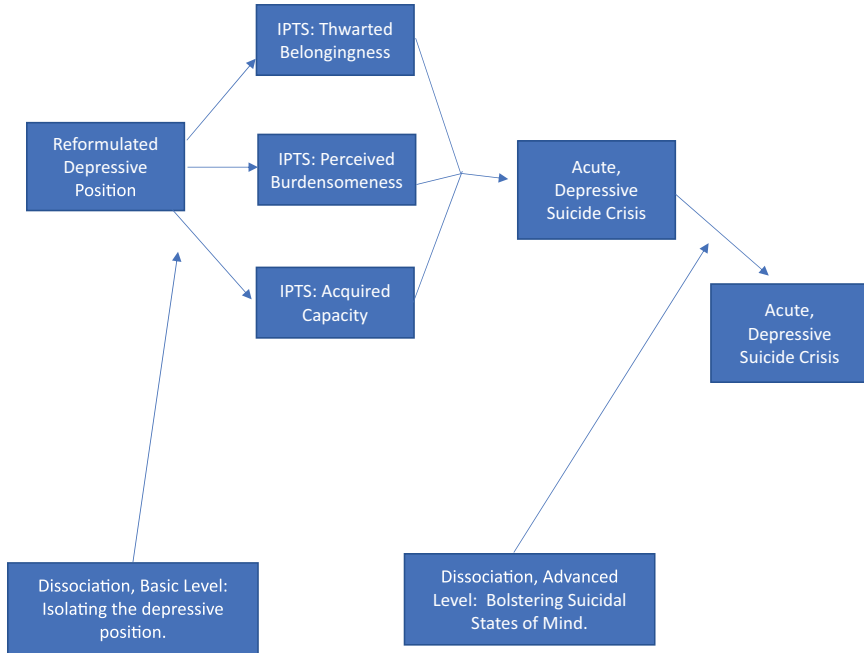 IPTS: Thwarted
Belongingness
Reformulated
Depressive
Position
IPTS: Perceived
Burdensomeness
Acute,
Depressive
Suicide Crisis
IPTS: Acquired
Capacity
Acute,
Depressive
Suicide Crisis
Dissociation, Basic Level:
Isolating the depressive
position.
Dissociation, Advanced
Level: Bolstering Suicidal
States of Mind.